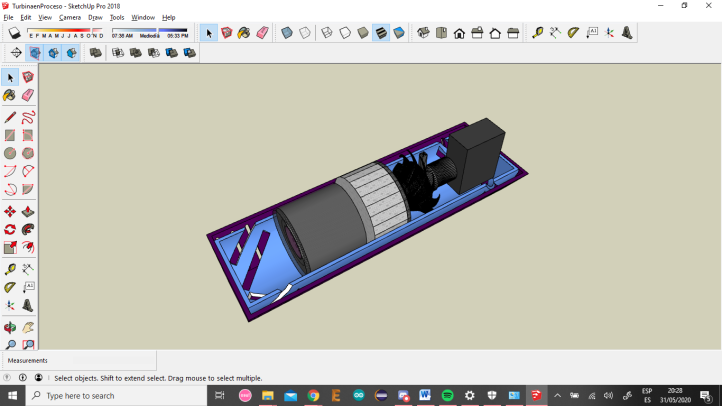 TurbinaenProceso - SketchUp Pro 2018
File Edit View Camera Draw Tools Window Help
E F M A M J J A S O N D
07:38 AM Mediodía 05:33 PM
A1
A1
Measurements
Select objects. Shift to extend select. Drag mouse to select multiple.
Type here to search
ESP
ES
20:28
31/05/2020